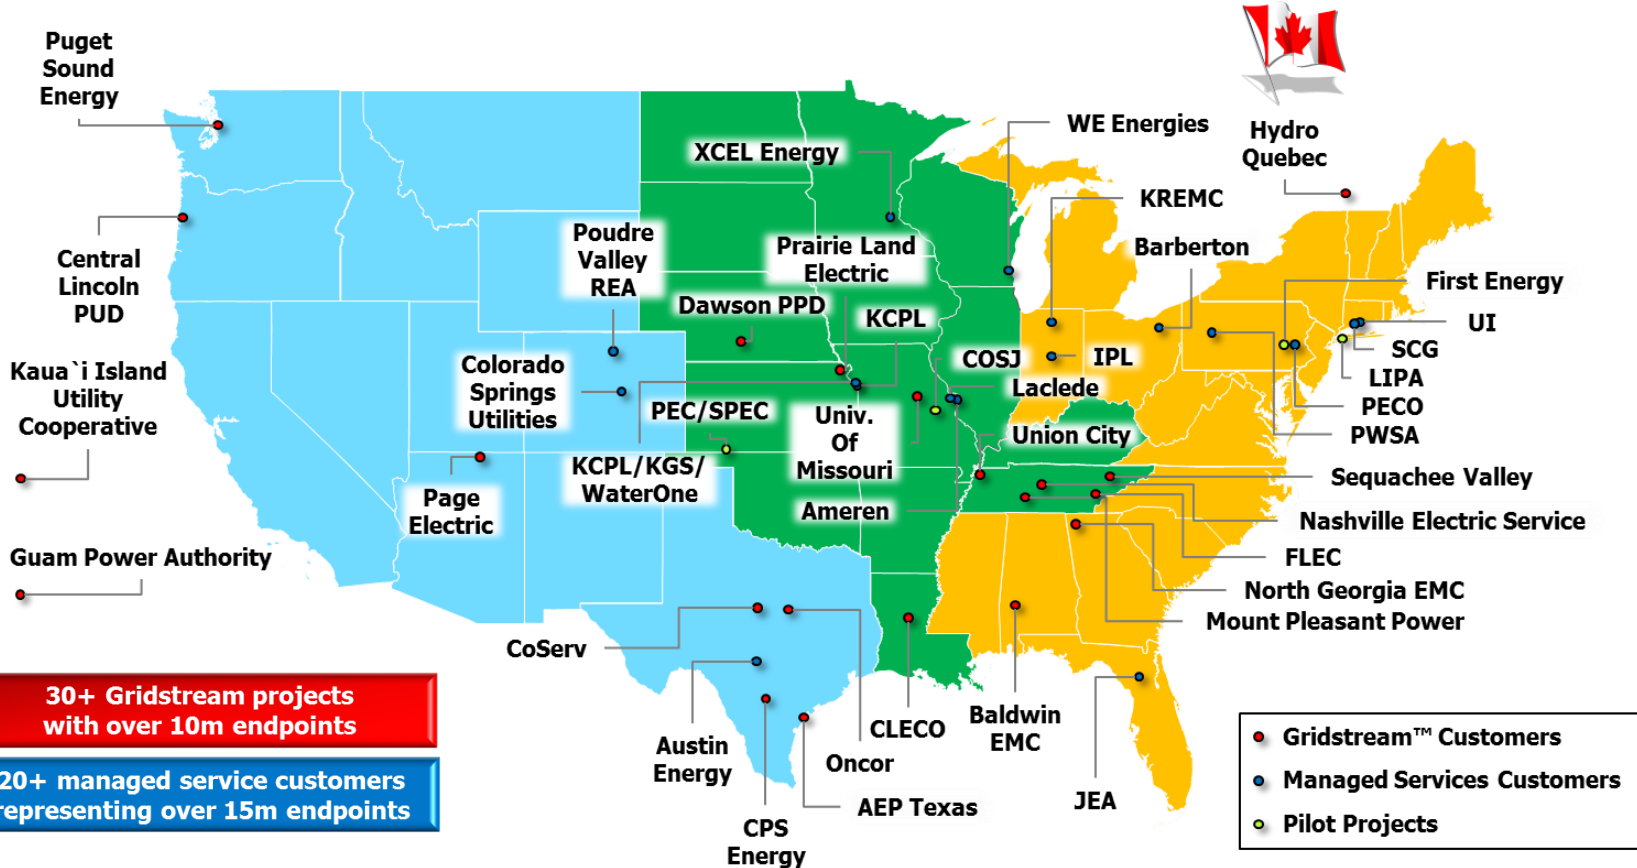 Puget
Sound
Energy
Central
Lincoln
PUD
Kaua`i Island
Utility
Cooperative
Guam Power Authority
30+ Gridstream projects
with over 10m endpoints
20+ managed service customers
representing over 15m endpoints
Poudre
Valley
REA
Colorado
Springs
Utilities
Page
Electric
KCPL/KGS/
WaterOne
PEC/SPEC
Dawson PPD
XCEL Energy
Prairie Land
Electric
KCPL
COSJ
Laclede
Univ.
Of
Missouri
Union City
Ameren
CoServ
Austin
Energy
CPS
Energy
Oncor
AEP Texas
CLECO
Baldwin
EMC
JEA
WE Energies
KREMC
Barberton
IPL
Hydro
Quebec
First Energy
UI
SCG
LIPA
PECO
PWSA
Sequachee Valley
Nashville Electric Service
FLEC
North Georgia EMC
Mount Pleasant Power
Gridstream™ Customers
Managed Services Customers
Pilot Projects